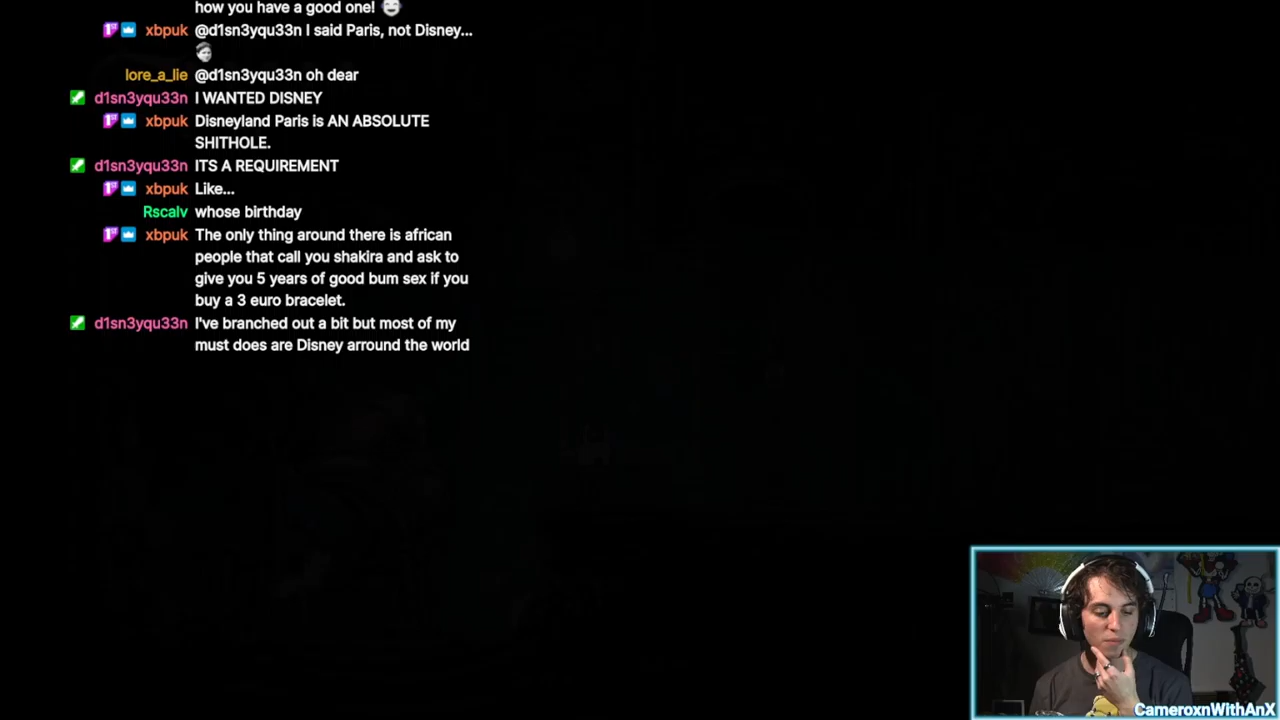 how you have a good one!
xbpuk @d1sn3yqu33n I said Paris, not Disney...
lore_a_lie @d1sn3yqu33n oh dear
d1sn3yqu33n I WANTED DISNEY
xbpuk Disneyland Paris is AN ABSOLUTE
SHITHOLE.
d1sn3yqu33n ITS A REQUIREMENT
xbpuk Like...
Rscalv whose birthday
xbpuk The only thing around there is african
people that call you shakira and ask to
give you 5 years of good bum sex if you
buy a 3 euro bracelet.
d1sn3yqu33n I've branched out a bit but most of my
must does are Disney arround the world
CameroxnWithAnX